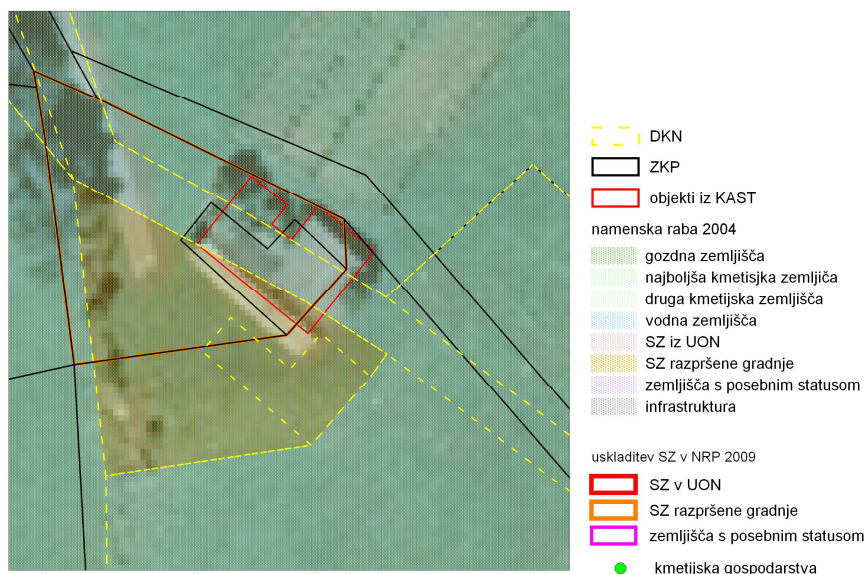 DKN
ZKP
objekti iz KAST
namenska raba 2004
gozdna zemljišča
najboljša kmetisjka zemljiča
druga kmetijska zemljišča
vodna zemljišča
SZ iz UON
SZ razpršene gradnje
zemljišča s posebnim statusom
infrastruktura
uskladitev SZ v NRP 2009
SZ v UON
SZ razpršene gradnje
zemljišča s posebnim statusom
kmetijska gospodarstva